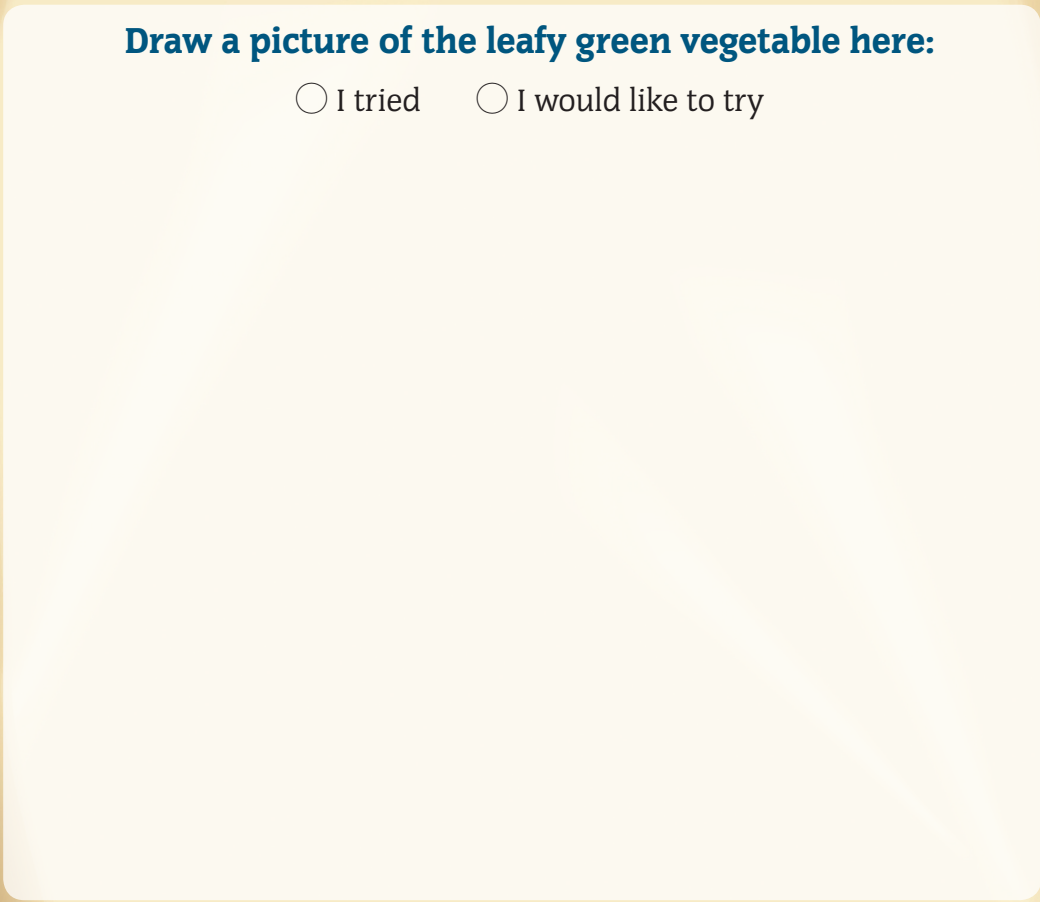 Draw a picture of the leafy green vegetable here:
I tried I would like to try